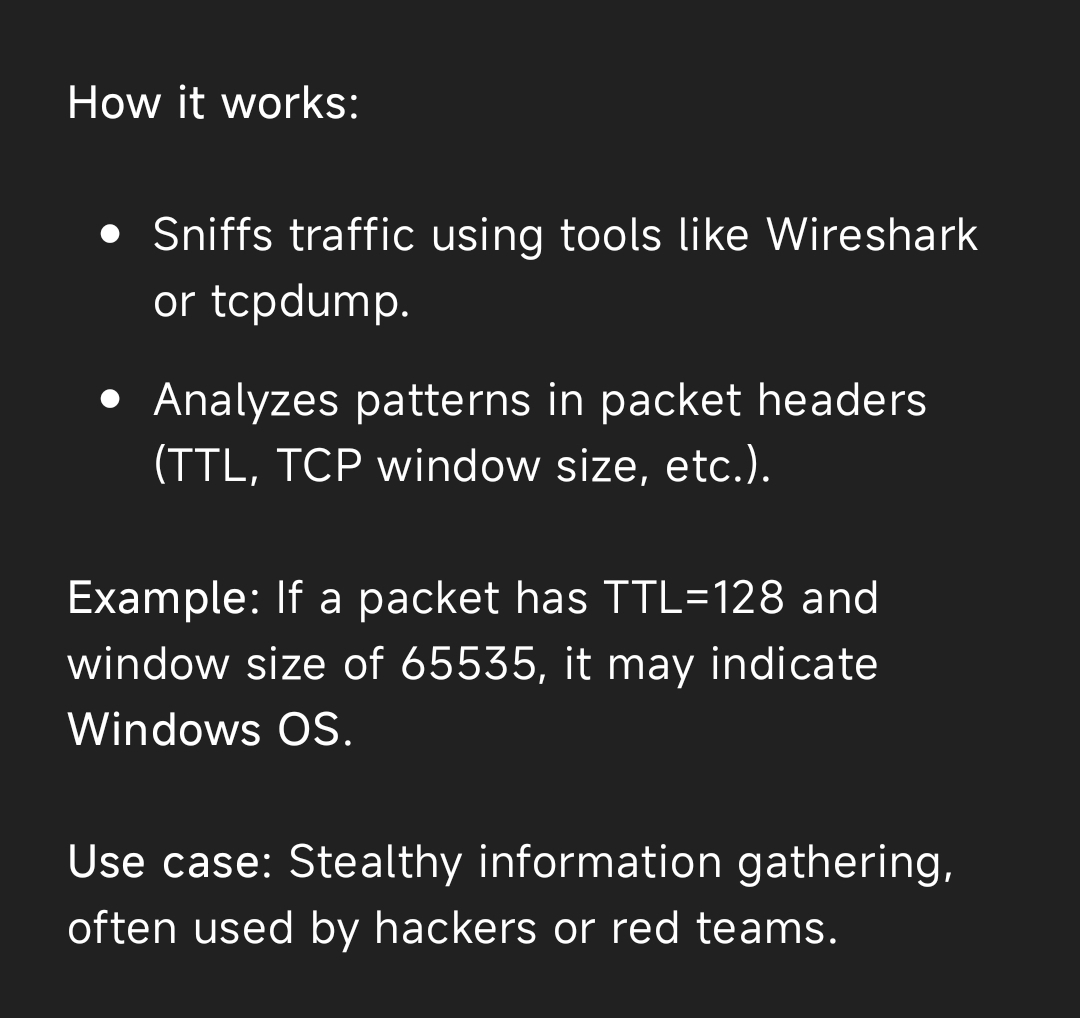 How it works:
• Sniffs traffic using tools like Wireshark
or tcpdump.
• Analyzes patterns in packet headers
(TTL, TCP window size, etc.).
Example: If a packet has TTL=128 and
window size of 65535, it may indicate
Windows OS.
Use case: Stealthy information gathering,
often used by hackers or red teams.